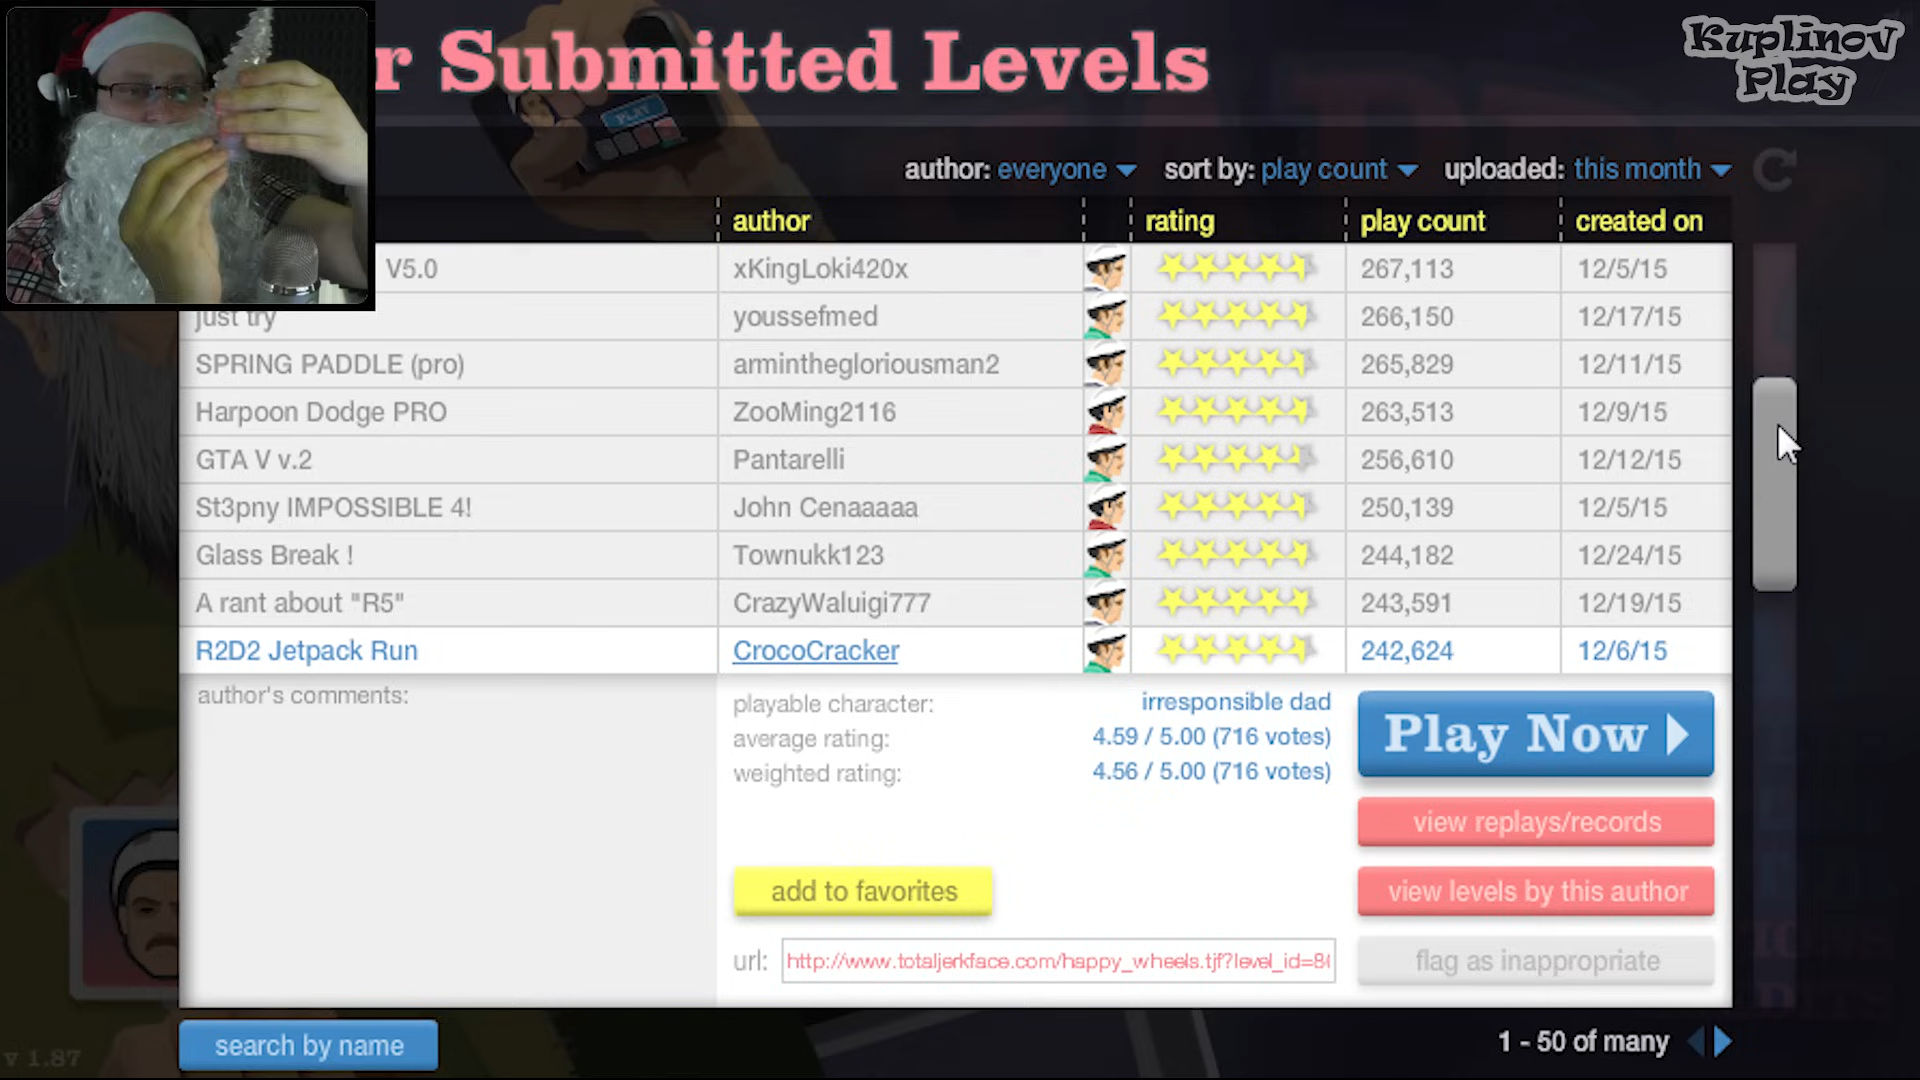 r Submitted Levels
Kuplinov
Play
author: everyone sort by: play count uploaded: this month
author rating play count created on
V5.0 xKingLoki420x 267,113 12/5/15
just try youssefmed 266,150 12/17/15
SPRING PADDLE (pro) arminthegloriousman2 265,829 12/11/15
Harpoon Dodge PRO ZooMing2116 263,513 12/9/15
GTA V v.2 Pantarelli 256,610 12/12/15
St3pny IMPOSSIBLE 4! John Cenaaaaa 250,139 12/5/15
Glass Break ! Townukk123 244,182 12/24/15
A rant about "R5" CrazyWaluigi777 243,591 12/19/15
R2D2 Jetpack Run CrocoCracker 242,624 12/6/15
author's comments:
playable character: irresponsible dad
average rating: 4.59 / 5.00 (716 votes)
weighted rating: 4.56 / 5.00 (716 votes)
Play Now
view replays/records
add to favorites
view levels by this author
url: http://www.totaljerkface.com/happy_wheels.tjf?level_id=8
flag as inappropriate
search by name
1 - 50 of many
v 1.87
PLAY